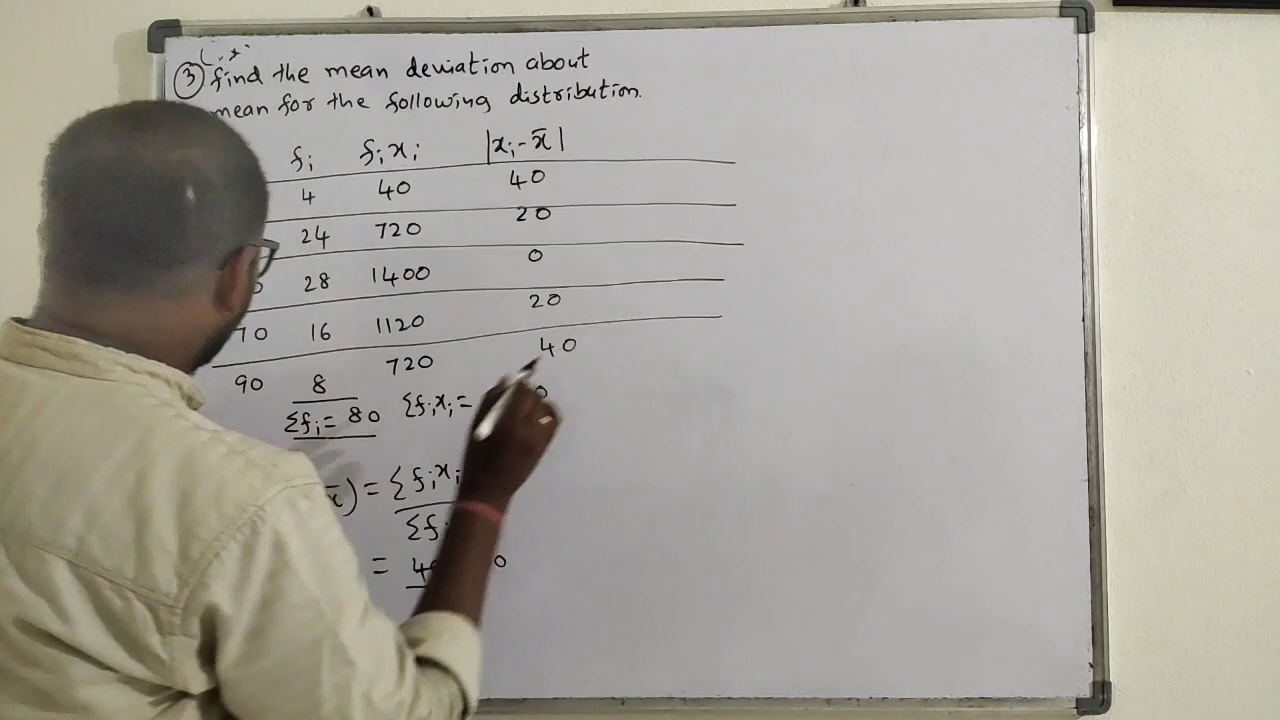 ③ find the mean deviation about
mean for the following distribution.
fᵢ fᵢxᵢ |xᵢ-x̄|
4 40 40
24 720 20
28 1400 0
70 16 1120 20
90 8 720 40
Σfᵢ= 80 Σfᵢxᵢ=
= Σfᵢxᵢ
Σf
=